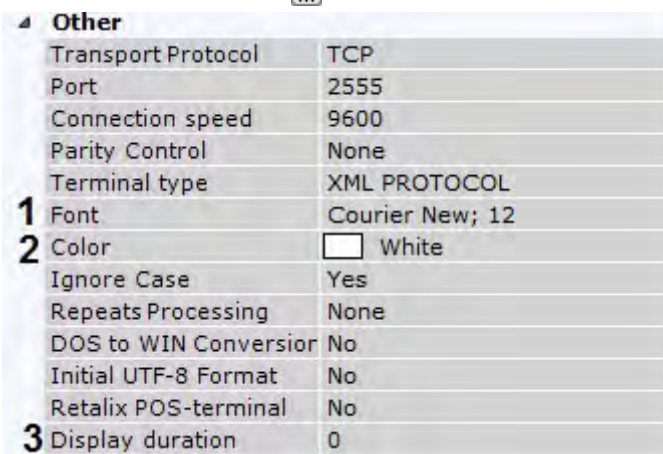 ...
Other
Transport Protocol TCP
Port 2555
Connection speed 9600
Parity Control None
Terminal type XML PROTOCOL
1 Font Courier New; 12
2 Color White
Ignore Case Yes
Repeats Processing None
DOS to WIN Conversior No
Initial UTF-8 Format No
Retalix POS-terminal No
3 Display duration 0